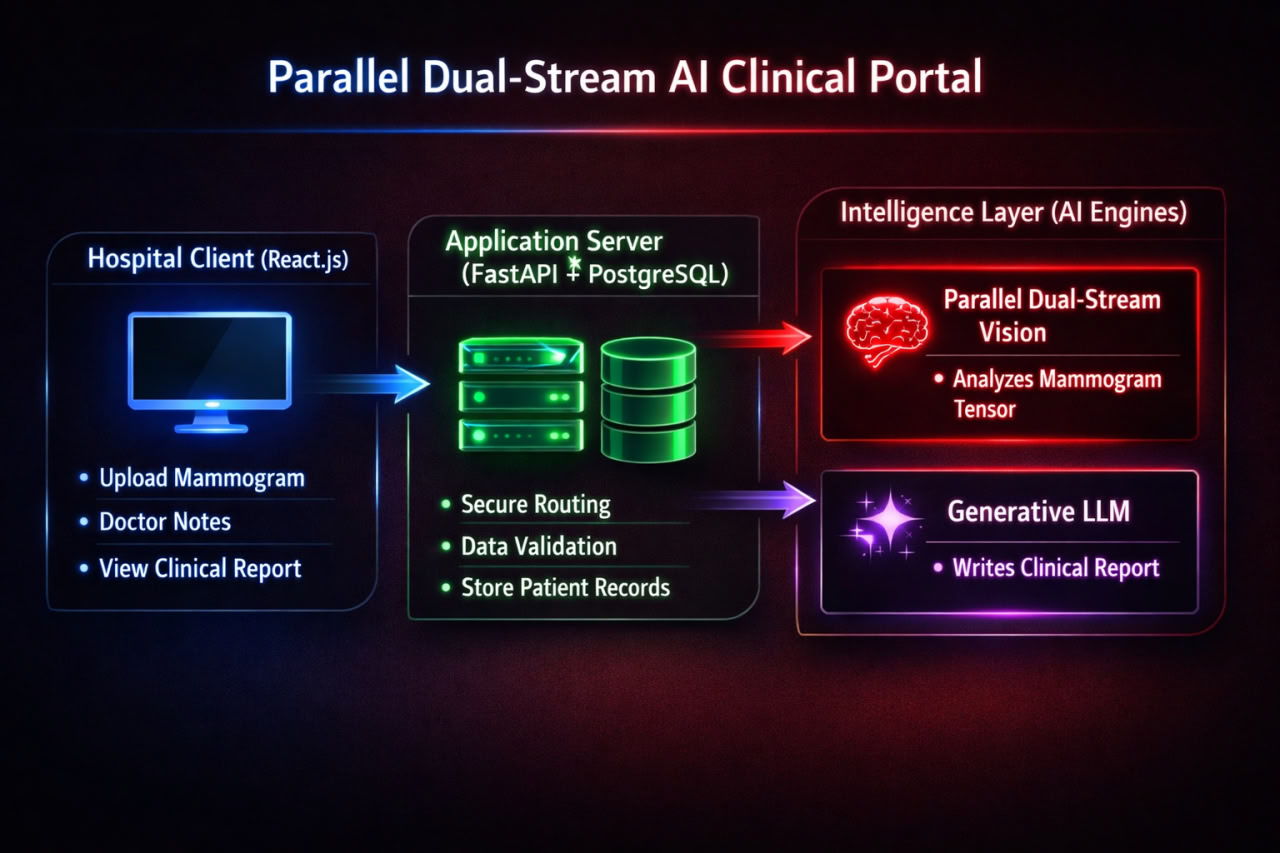 Parallel Dual-Stream AI Clinical Portal
Hospital Client (React.js)
• Upload Mammogram
• Doctor Notes
• View Clinical Report
Application Server
(FastAPI + PostgreSQL)
• Secure Routing
• Data Validation
• Store Patient Records
Intelligence Layer (AI Engines)
Parallel Dual-Stream
Vision
• Analyzes Mammogram
Tensor
Generative LLM
• Writes Clinical Report